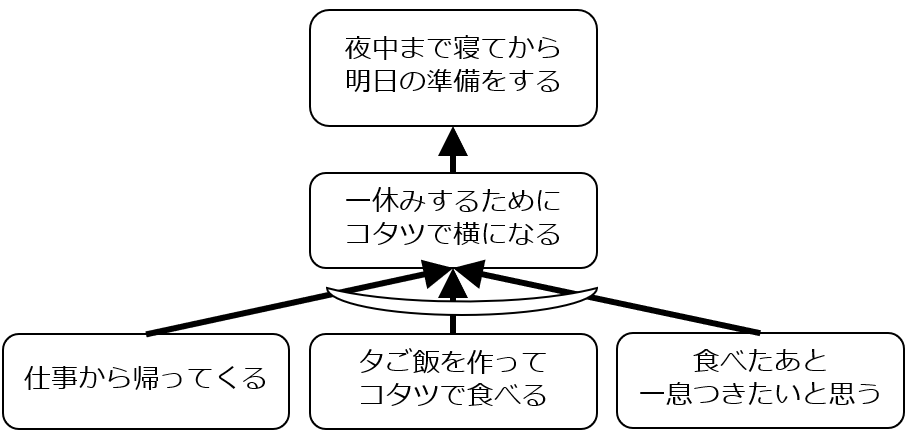 夜中まで寝てから
明日の準備をする
一休みするために
コタツで横になる
仕事から帰ってくる
夕ご飯を作って
コタツで食べる
食べたあと
一息つきたいと思う